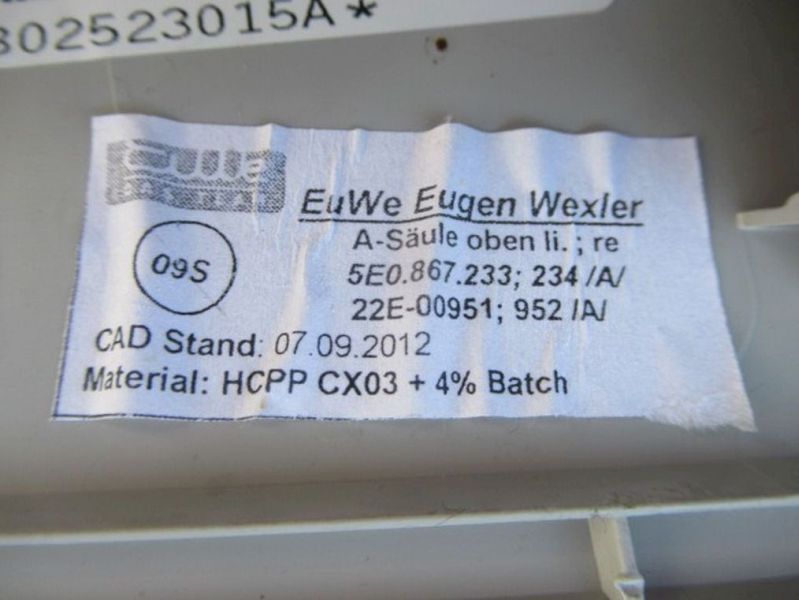 302523015A*
EuWe
EuWe Eugen Wexler
A-Säule oben li. ; re
09S
5E0.867.233; 234 /A/
22E-00951; 952 /A/
CAD Stand: 07.09.2012
Material: HCPP CX03 + 4% Batch